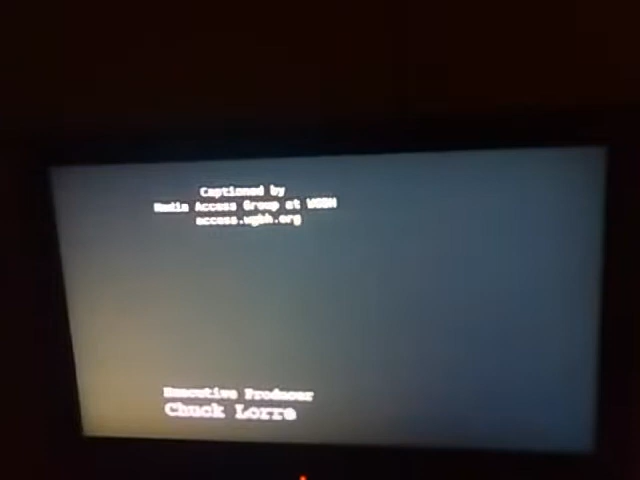 Captioned by
Media Access Group at WGBH
access.wgbh.org
Executive Producer
Chuck Lorre